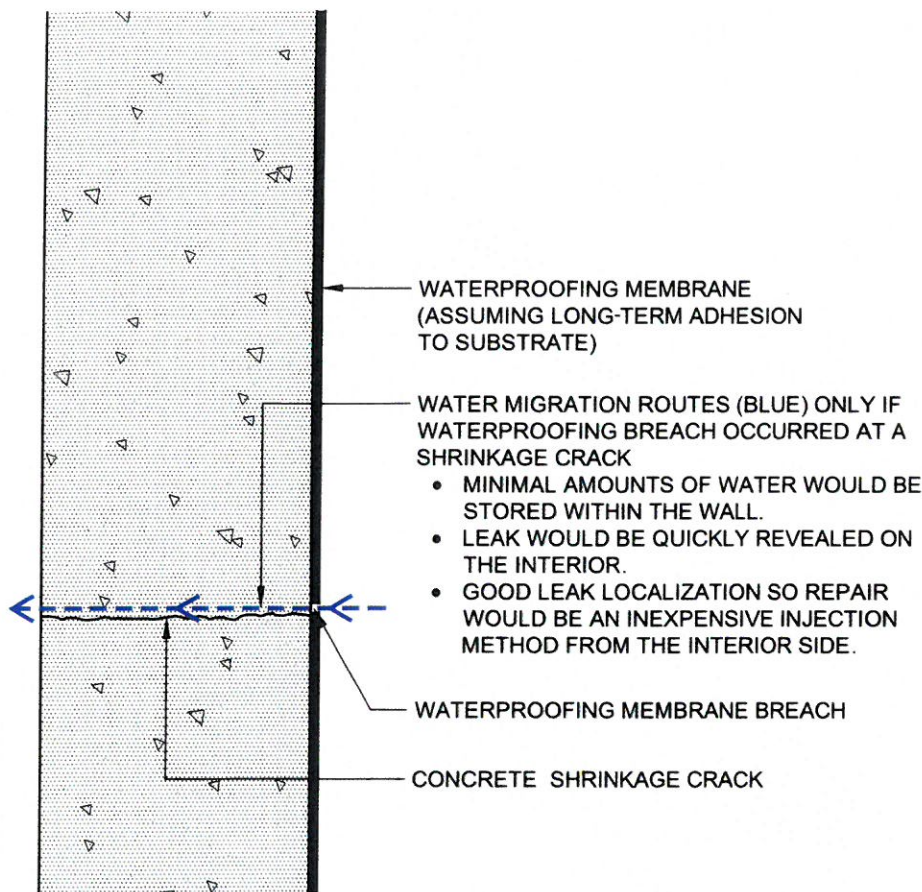 WATERPROOFING MEMBRANE
(ASSUMING LONG-TERM ADHESION
TO SUBSTRATE)
WATER MIGRATION ROUTES (BLUE) ONLY IF
WATERPROOFING BREACH OCCURRED AT A
SHRINKAGE CRACK
• MINIMAL AMOUNTS OF WATER WOULD BE
STORED WITHIN THE WALL.
• LEAK WOULD BE QUICKLY REVEALED ON
THE INTERIOR.
• GOOD LEAK LOCALIZATION SO REPAIR
WOULD BE AN INEXPENSIVE INJECTION
METHOD FROM THE INTERIOR SIDE.
WATERPROOFING MEMBRANE BREACH
CONCRETE SHRINKAGE CRACK